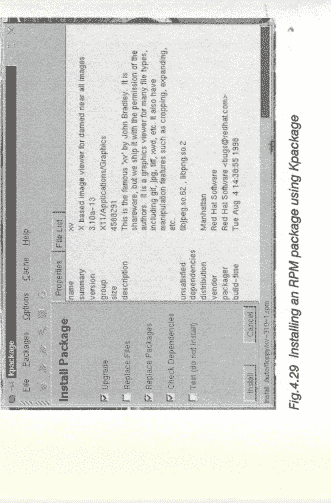 kpackage
File Packages Options Cache Help
Install Package
Upgrade
Replace Files
Replace Packages
Check Dependencies
Test (do not install)
Install Cancel
Properties File List
name xv
summary X based image viewer for darned near all images
version 3.10a-13
group X11/Applications/Graphics
size 4568291
description This is the famous 'xv' by John Bradley. It is
shareware, but we ship it with the permission of the
authors. It is a graphics viewer for many file types,
including gif, jpg, tiff, xwd, etc. It also have
manipulation features such as cropping, expanding,
etc.
unsatisfied libjpeg.so.62, libpng.so.2
dependencies
distribution Manhattan
vendor Red Hat Software
packager Red Hat Software <bugs@redhat.com>
build-time Tue Aug 4 14:30:55 1998
Fig.4.29 Installing an RPM package using Kpackage